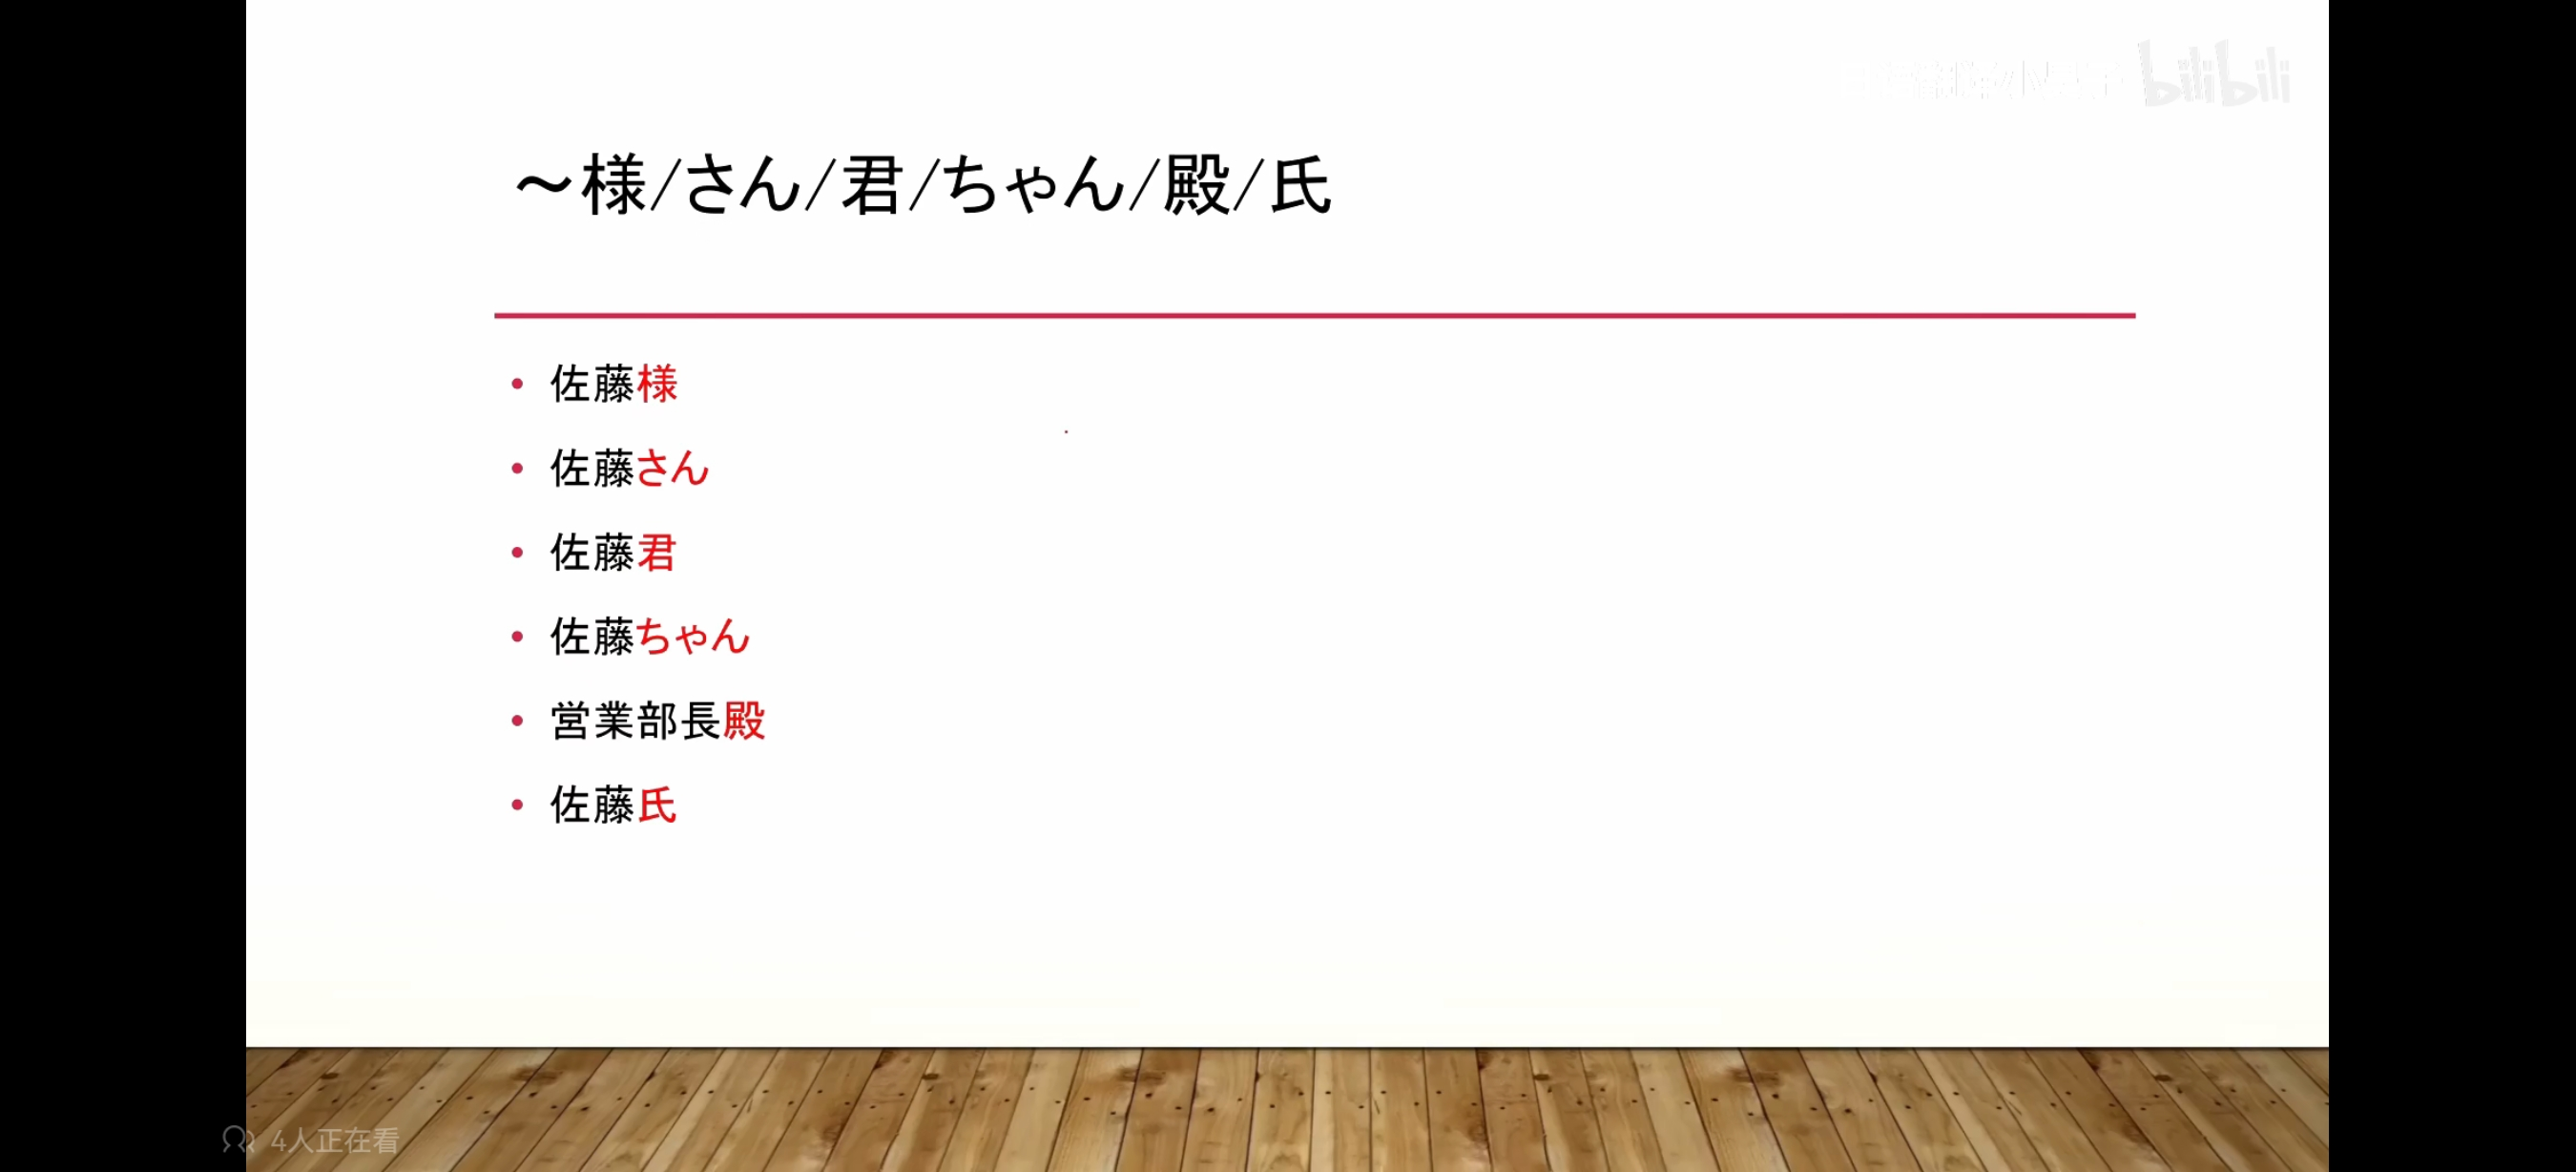 bilibili
～様/さん/君/ちゃん/殿/氏
• 佐藤様
• 佐藤さん
• 佐藤君
• 佐藤ちゃん
• 営業部長殿
• 佐藤氏
4人正在看